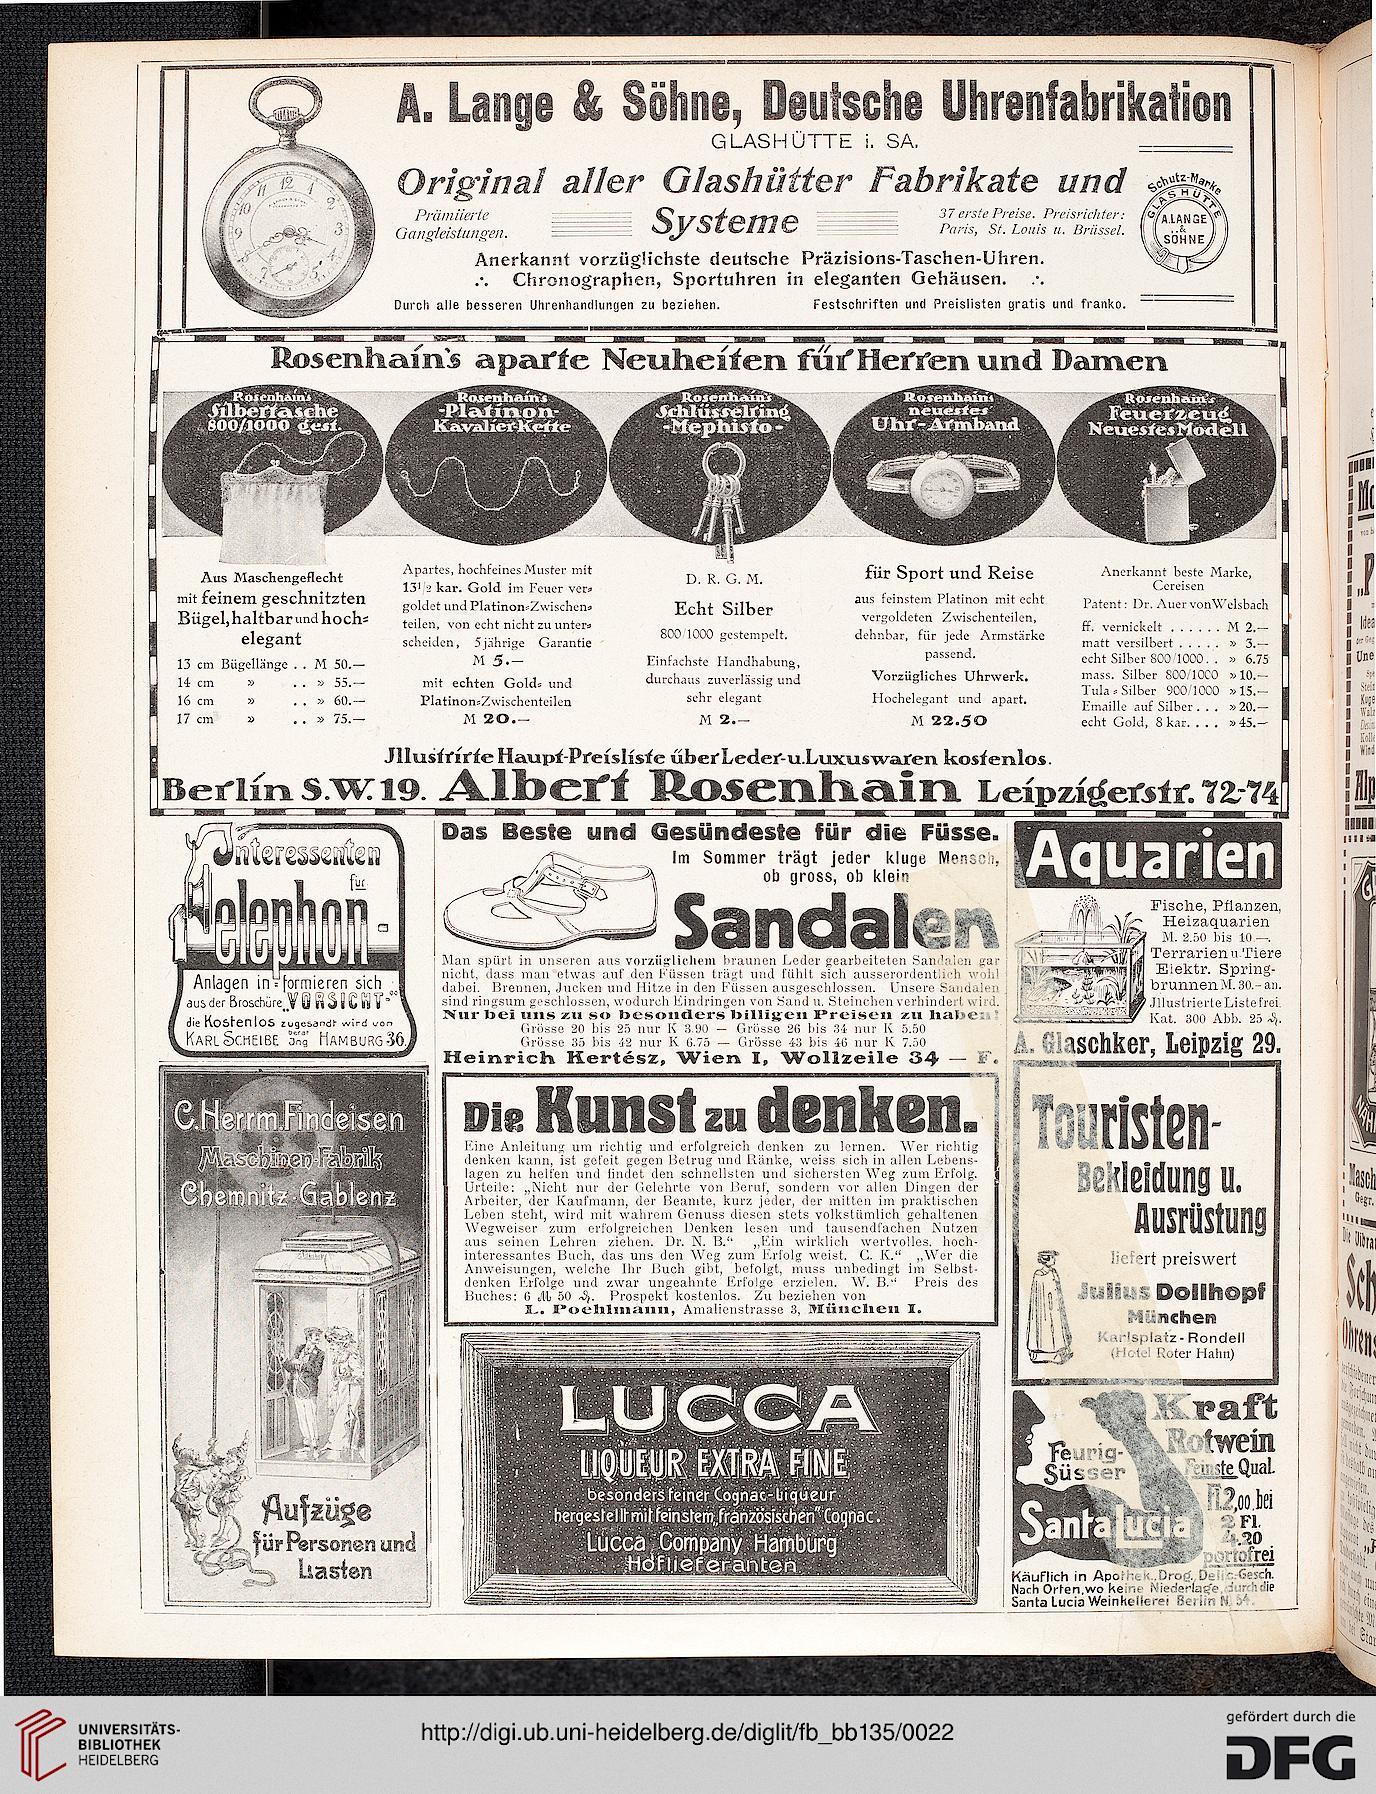 A. Lange & Söhne, Deutsche Uhrenfabrikation
GLASHÜTTE i. SA.
Original aller Glashütter Fabrikate und
Systeme
Prämiierte
Gangleistungen.
37 erste Preise. Preisrichter:
Paris, St. Louis u. Brüssel.
Schutz-Marke
GLASHÜTTE
A. LANGE
&
SÖHNE
Anerkannt vorzüglichste deutsche Präzisions-Taschen-Uhren.
∴ Chronographen, Sportuhren in eleganten Gehäusen. ∴
Durch alle besseren Uhrenhandlungen zu beziehen.
Festschriften und Preislisten gratis und franko.
Rosenhain's aparte Neuheiten für Herren und Damen
Rosenhain's
Silbertasche
800/1000 gest.
Aus Maschengeflecht
mit feinem geschnitzten
Bügel, haltbar und hoch-
elegant
13 cm Bügellänge . . M 50.—
14 cm » . . » 55.—
16 cm » . . » 60.—
17 cm » . . » 75.—
Rosenhain's
-Platinon-
Kavalier-Kette
Apartes, hochfeines Muster mit
13½ kar. Gold im Feuer ver-
goldet und Platinon-Zwischen-
teilen, von echt nicht zu unter-
scheiden, 5jährige Garantie
M 5.—
mit echten Gold- und
Platinon-Zwischenteilen
M 20.—
Rosenhain's
Schlüsselring
-Mephisto-
D. R. G. M.
Echt Silber
800/1000 gestempelt.
Einfachste Handhabung,
durchaus zuverlässig und
sehr elegant
M 2.—
Rosenhain's
neuestes
Uhr-Armband
für Sport und Reise
aus feinstem Platinon mit echt
vergoldeten Zwischenteilen,
dehnbar, für jede Armstärke
passend.
Vorzügliches Uhrwerk.
Hochelegant und apart.
M 22.50
Rosenhain's
Feuerzeug
Neuestes Modell
Anerkannt beste Marke,
Cereisen
Patent: Dr. Auer von Welsbach
ff. vernickelt . . . . . . M 2.—
matt versilbert . . . . . » 3.—
echt Silber 800/1000 . . » 6.75
mass. Silber 800/1000 » 10.—
Tula-Silber 900/1000 » 15.—
Emaille auf Silber . . . » 20.—
echt Gold, 8 kar. . . . » 45.—
Jllustrirte Haupt-Preisliste über Leder-u. Luxuswaren kostenlos.
Berlin S.W. 19. Albert Rosenhain Leipzigerstr. 72-74
Jnteressenten
für
Telephon-
Anlagen in- formieren sich
aus der Broschüre „VORSICHT“
die Kostenlos zugesandt wird von
KARL SCHEIBE berat Jng HAMBURG 36.
C. Herrm. Findeisen
Maschinen-Fabrik
Chemnitz-Gablenz
Aufzüge
für Personen und
Lasten
Das Beste und Gesündeste für die Füsse.
Im Sommer trägt jeder kluge Mensch,
ob gross, ob klein
Sandalen
Man spürt in unseren aus vorzüglichem braunen Leder gearbeiteten Sandalen gar
nicht, dass man etwas auf den Füssen trägt und fühlt sich ausserordentlich wohl
dabei. Brennen, Jucken und Hitze in den Füssen ausgeschlossen. Unsere Sandalen
sind ringsum geschlossen, wodurch Eindringen von Sand u. Steinchen verhindert wird.
Nur bei uns zu so besonders billigen Preisen zu haben!
Grösse 20 bis 25 nur K 3.90 — Grösse 26 bis 34 nur K 5.50
Grösse 35 bis 42 nur K 6.75 — Grösse 43 bis 46 nur K 7.50
Heinrich Kertész, Wien I, Wollzeile 34 — F.
Die Kunst zu denken.
Eine Anleitung um richtig und erfolgreich denken zu lernen. Wer richtig
denken kann, ist gefeit gegen Betrug und Ränke, weiss sich in allen Lebens-
lagen zu helfen und findet den schnellsten und sichersten Weg zum Erfolg.
Urteile: „Nicht nur der Gelehrte von Beruf, sondern vor allen Dingen der
Arbeiter, der Kaufmann, der Beamte, kurz jeder, der mitten im praktischen
Leben steht, wird mit wahrem Genuss diesen stets volkstümlich gehaltenen
Wegweiser zum erfolgreichen Denken lesen und tausendfachen Nutzen
aus seinen Lehren ziehen. Dr. N. B.“ „Ein wirklich wertvolles, hoch-
interessantes Buch, das uns den Weg zum Erfolg weist. C. K.“ „Wer die
Anweisungen, welche Ihr Buch gibt, befolgt, muss unbedingt im Selbst-
denken Erfolge und zwar ungeahnte Erfolge erzielen. W. B.“ Preis des
Buches: 6 ℳ 50 ₰. Prospekt kostenlos. Zu beziehen von
L. Poehlmann, Amalienstrasse 3, München I.
LUCCA
LIQUEUR EXTRA FINE
besonders feiner Cognac-Liqueur
hergestellt mit feinstem „französischen“ Cognac.
Lucca Company Hamburg
Hoflieferanten
Aquarien
Fische, Pflanzen,
Heizaquarien
M. 2.50 bis 10.—.
Terrarien u. Tiere
Elektr. Spring-
brunnen M. 30.- an.
Jllustrierte Liste frei.
Kat. 300 Abb. 25 ₰.
A. Glaschker, Leipzig 29.
Touristen-
Bekleidung u.
Ausrüstung
liefert preiswert
Julius Dollhopf
München
Karlsplatz-Rondell
(Hotel Roter Hahn)
Kraft
Rotwein
Feurig-
Süsser
Feinste Qual.
Santa Lucia
Fl. 2,00, bei
2 Fl.
4.20
portofrei
Käuflich in Apothek., Drog., Delic.-Gesch.
Nach Orten, wo keine Niederlage, durch die
Santa Lucia Weinkellerei Berlin N. 54.
UNIVERSITÄTS-
BIBLIOTHEK
HEIDELBERG
http://digi.ub.uni-heidelberg.de/diglit/fb_bb135/0022
gefördert durch die
DFG